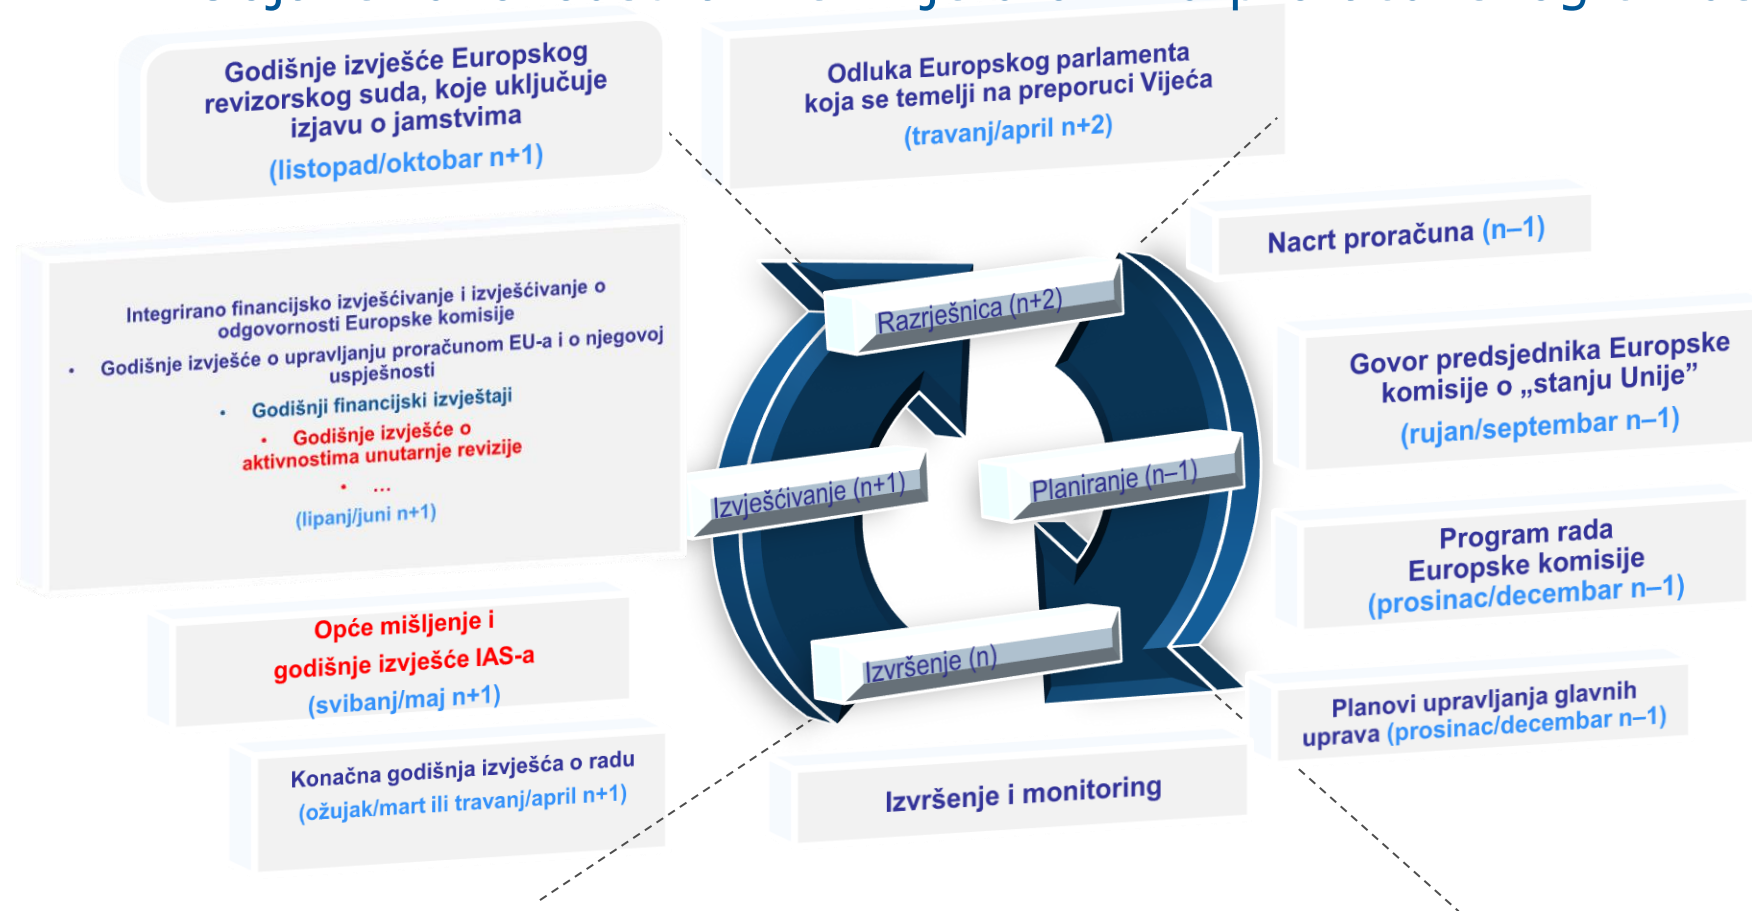 Godišnje izvješće Europskog
revizorskog suda, koje uključuje
izjavu o jamstvima
(listopad/oktobar n+1)
Odluka Europskog parlamenta
koja se temelji na preporuci Vijeća
(travanj/april n+2)
Nacrt proračuna (n–1)
Govor predsjednika Europske
komisije o „stanju Unije”
(rujan/septembar n–1)
Program rada
Europske komisije
(prosinac/decembar n–1)
Planovi upravljanja glavnih
uprava (prosinac/decembar n–1)
Izvršenje i monitoring
Konačna godišnja izvješća o radu
(ožujak/mart ili travanj/april n+1)
Opće mišljenje i
godišnje izvješće IAS-a
(svibanj/maj n+1)
Integrirano financijsko izvješćivanje i izvješćivanje o
odgovornosti Europske komisije
• Godišnje izvješće o upravljanju proračunom EU-a i o njegovoj
uspješnosti
• Godišnji financijski izvještaji
• Godišnje izvješće o
aktivnostima unutarnje revizije
• ...
(lipanj/juni n+1)
Razrješnica (n+2)
Izvješćivanje (n+1)
Planiranje (n–1)
Izvršenje (n)